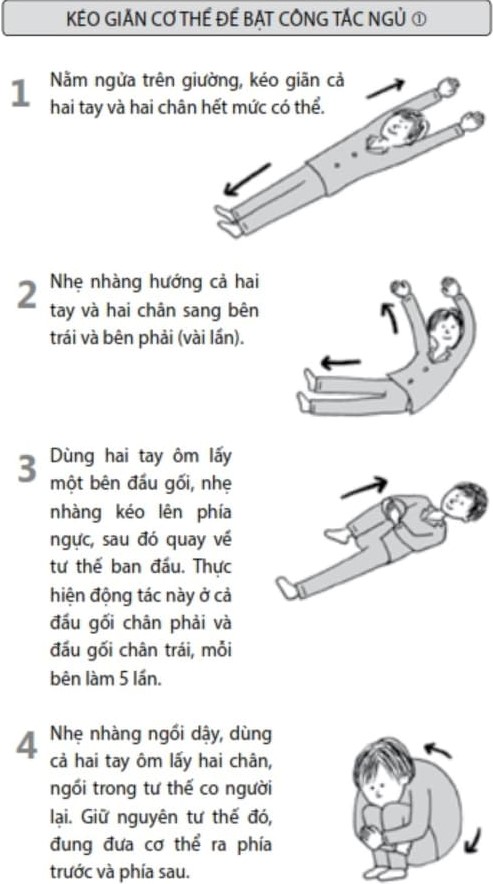 KÉO GIÃN CƠ THỂ ĐỂ BẬT CÔNG TẮC NGỦ ①
1
Nằm ngửa trên giường, kéo giãn cả
hai tay và hai chân hết mức có thể.
2
Nhẹ nhàng hướng cả hai
tay và hai chân sang bên
trái và bên phải (vài lần).
3
Dùng hai tay ôm lấy
một bên đầu gối, nhẹ
nhàng kéo lên phía
ngực, sau đó quay về
tư thế ban đầu. Thực
hiện động tác này ở cả
đầu gối chân phải và
đầu gối chân trái, mỗi
bên làm 5 lần.
4
Nhẹ nhàng ngồi dậy, dùng
cả hai tay ôm lấy hai chân,
ngồi trong tư thế co người
lại. Giữ nguyên tư thế đó,
đung đưa cơ thể ra phía
trước và phía sau.